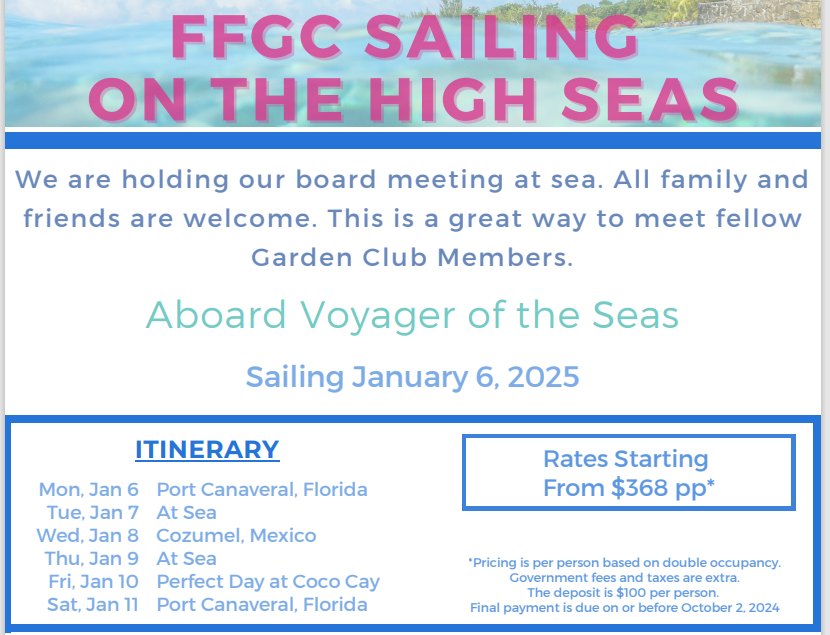 FFGC SAILING
ON THE HIGH SEAS
We are holding our board meeting at sea. All family and
friends are welcome. This is a great way to meet fellow
Garden Club Members.
Aboard Voyager of the Seas
Sailing January 6, 2025
ITINERARY
Mon, Jan 6 Port Canaveral, Florida
Tue, Jan 7 At Sea
Wed, Jan 8 Cozumel, Mexico
Thu, Jan 9 At Sea
Fri, Jan 10 Perfect Day at Coco Cay
Sat, Jan 11 Port Canaveral, Florida
Rates Starting
From $368 pp*
*Pricing is per person based on double occupancy.
Government fees and taxes are extra.
The deposit is $100 per person.
Final payment is due on or before October 2, 2024